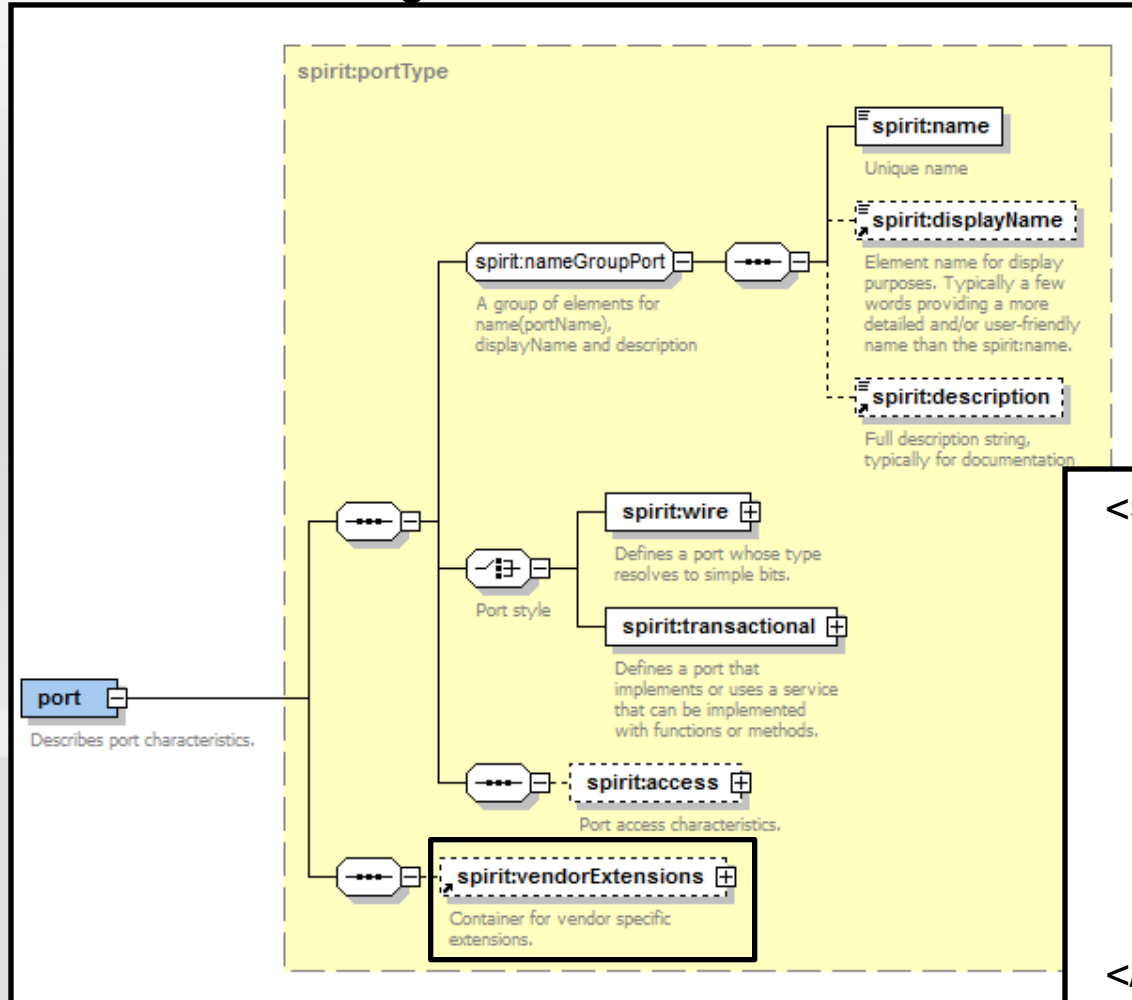 spirit:portType
spirit:name
Unique name
spirit:displayName
Element name for display
purposes. Typically a few
words providing a more
detailed and/or user-friendly
name than the spirit:name.
spirit:nameGroupPort
A group of elements for
name(portName),
displayName and description
spirit:description
Full description string,
typically for documentation
spirit:wire
Defines a port whose type
resolves to simple bits.
Port style
spirit:transactional
Defines a port that
implements or uses a service
that can be implemented
with functions or methods.
port
Describes port characteristics.
spirit:access
Port access characteristics.
spirit:vendorExtensions
Container for vendor specific
extensions.
<
</